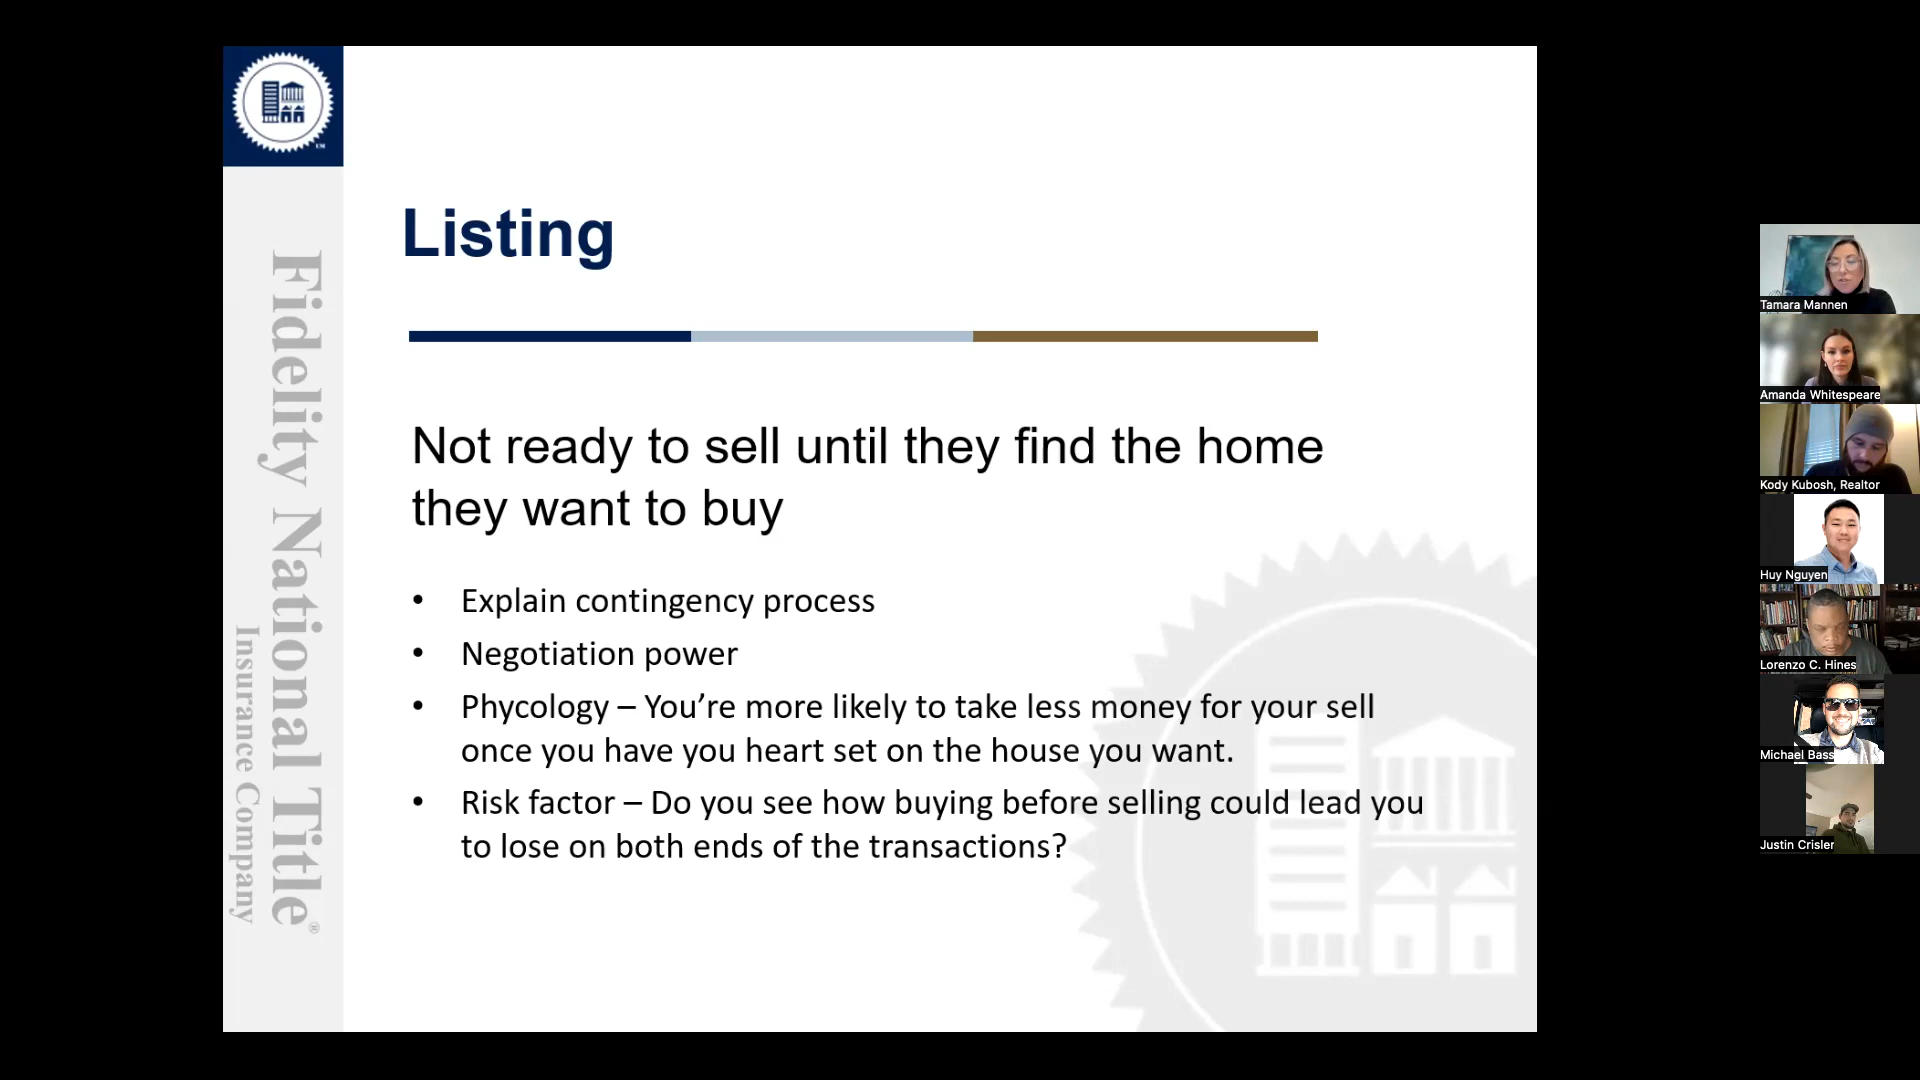 Fidelity National Title®
Insurance Company
Listing
Not ready to sell until they find the home
they want to buy
• Explain contingency process
• Negotiation power
• Phycology – You’re more likely to take less money for your sell
once you have you heart set on the house you want.
• Risk factor – Do you see how buying before selling could lead you
to lose on both ends of the transactions?
Tamara Mannen
Amanda Whitespeare
Kody Kubosh, Realtor
Huy Nguyen
Lorenzo C. Hines
Michael Bass
Justin Crisler